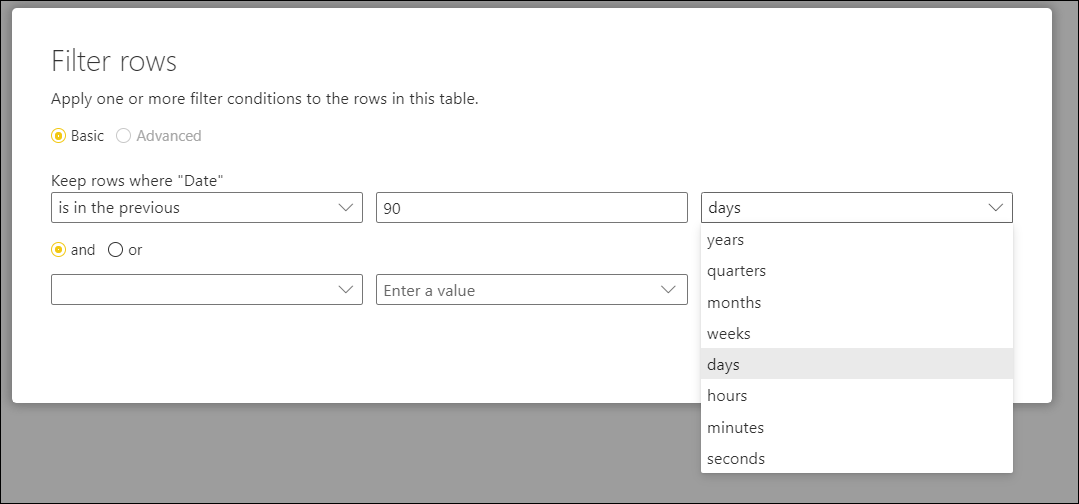 Filter rows
Apply one or more filter conditions to the rows in this table.
Basic Advanced
Keep rows where "Date"
is in the previous 90 days
years
and or
quarters
Enter a value
months
weeks
days
hours
minutes
seconds